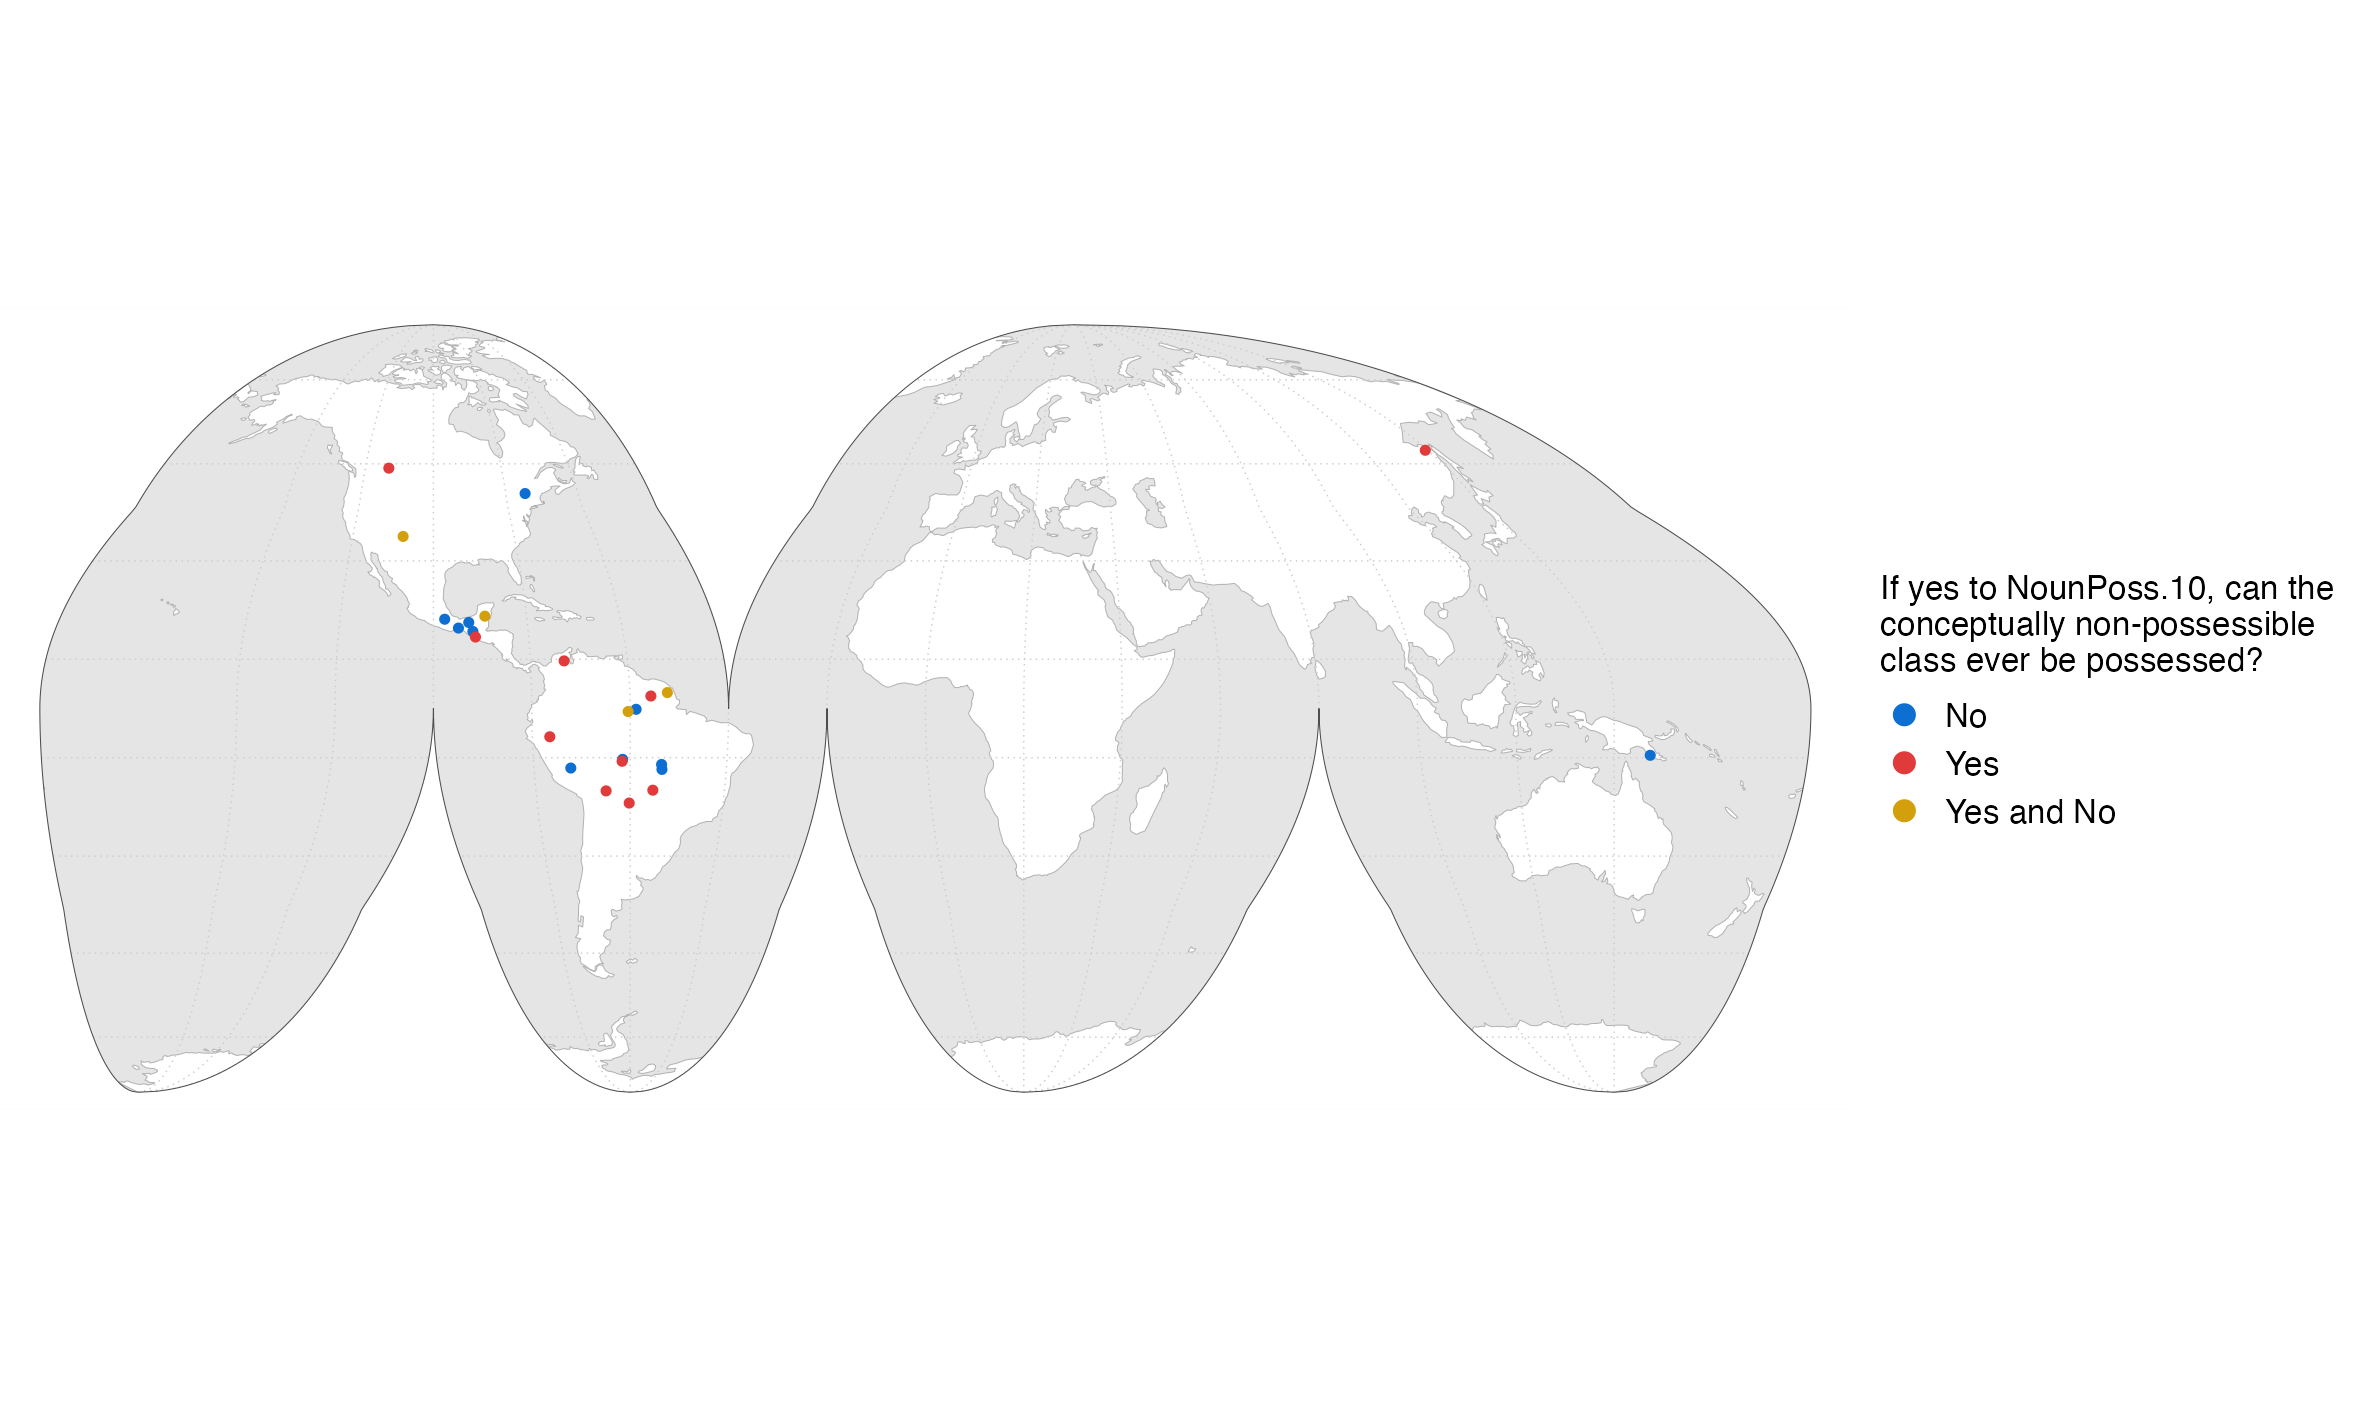 If yes to NounPoss.10, can the
conceptually non-possessible
class ever be possessed?
No
Yes
Yes and No